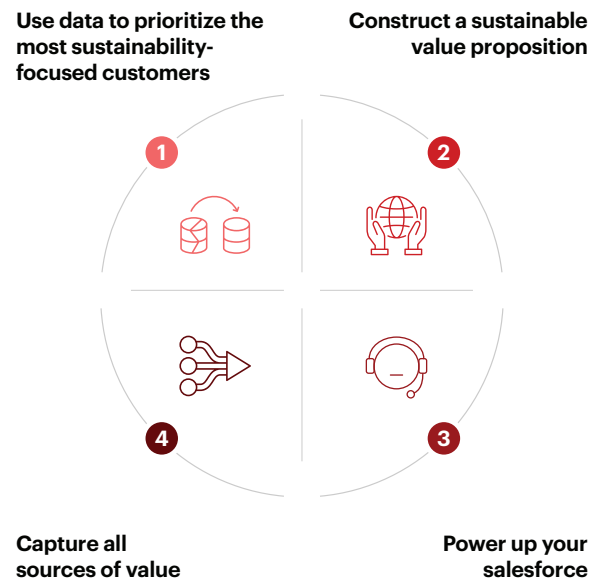 Use data to prioritize the
most sustainability-
focused customers
1
Construct a sustainable
value proposition
2
Power up your
salesforce
3
Capture all
sources of value
4